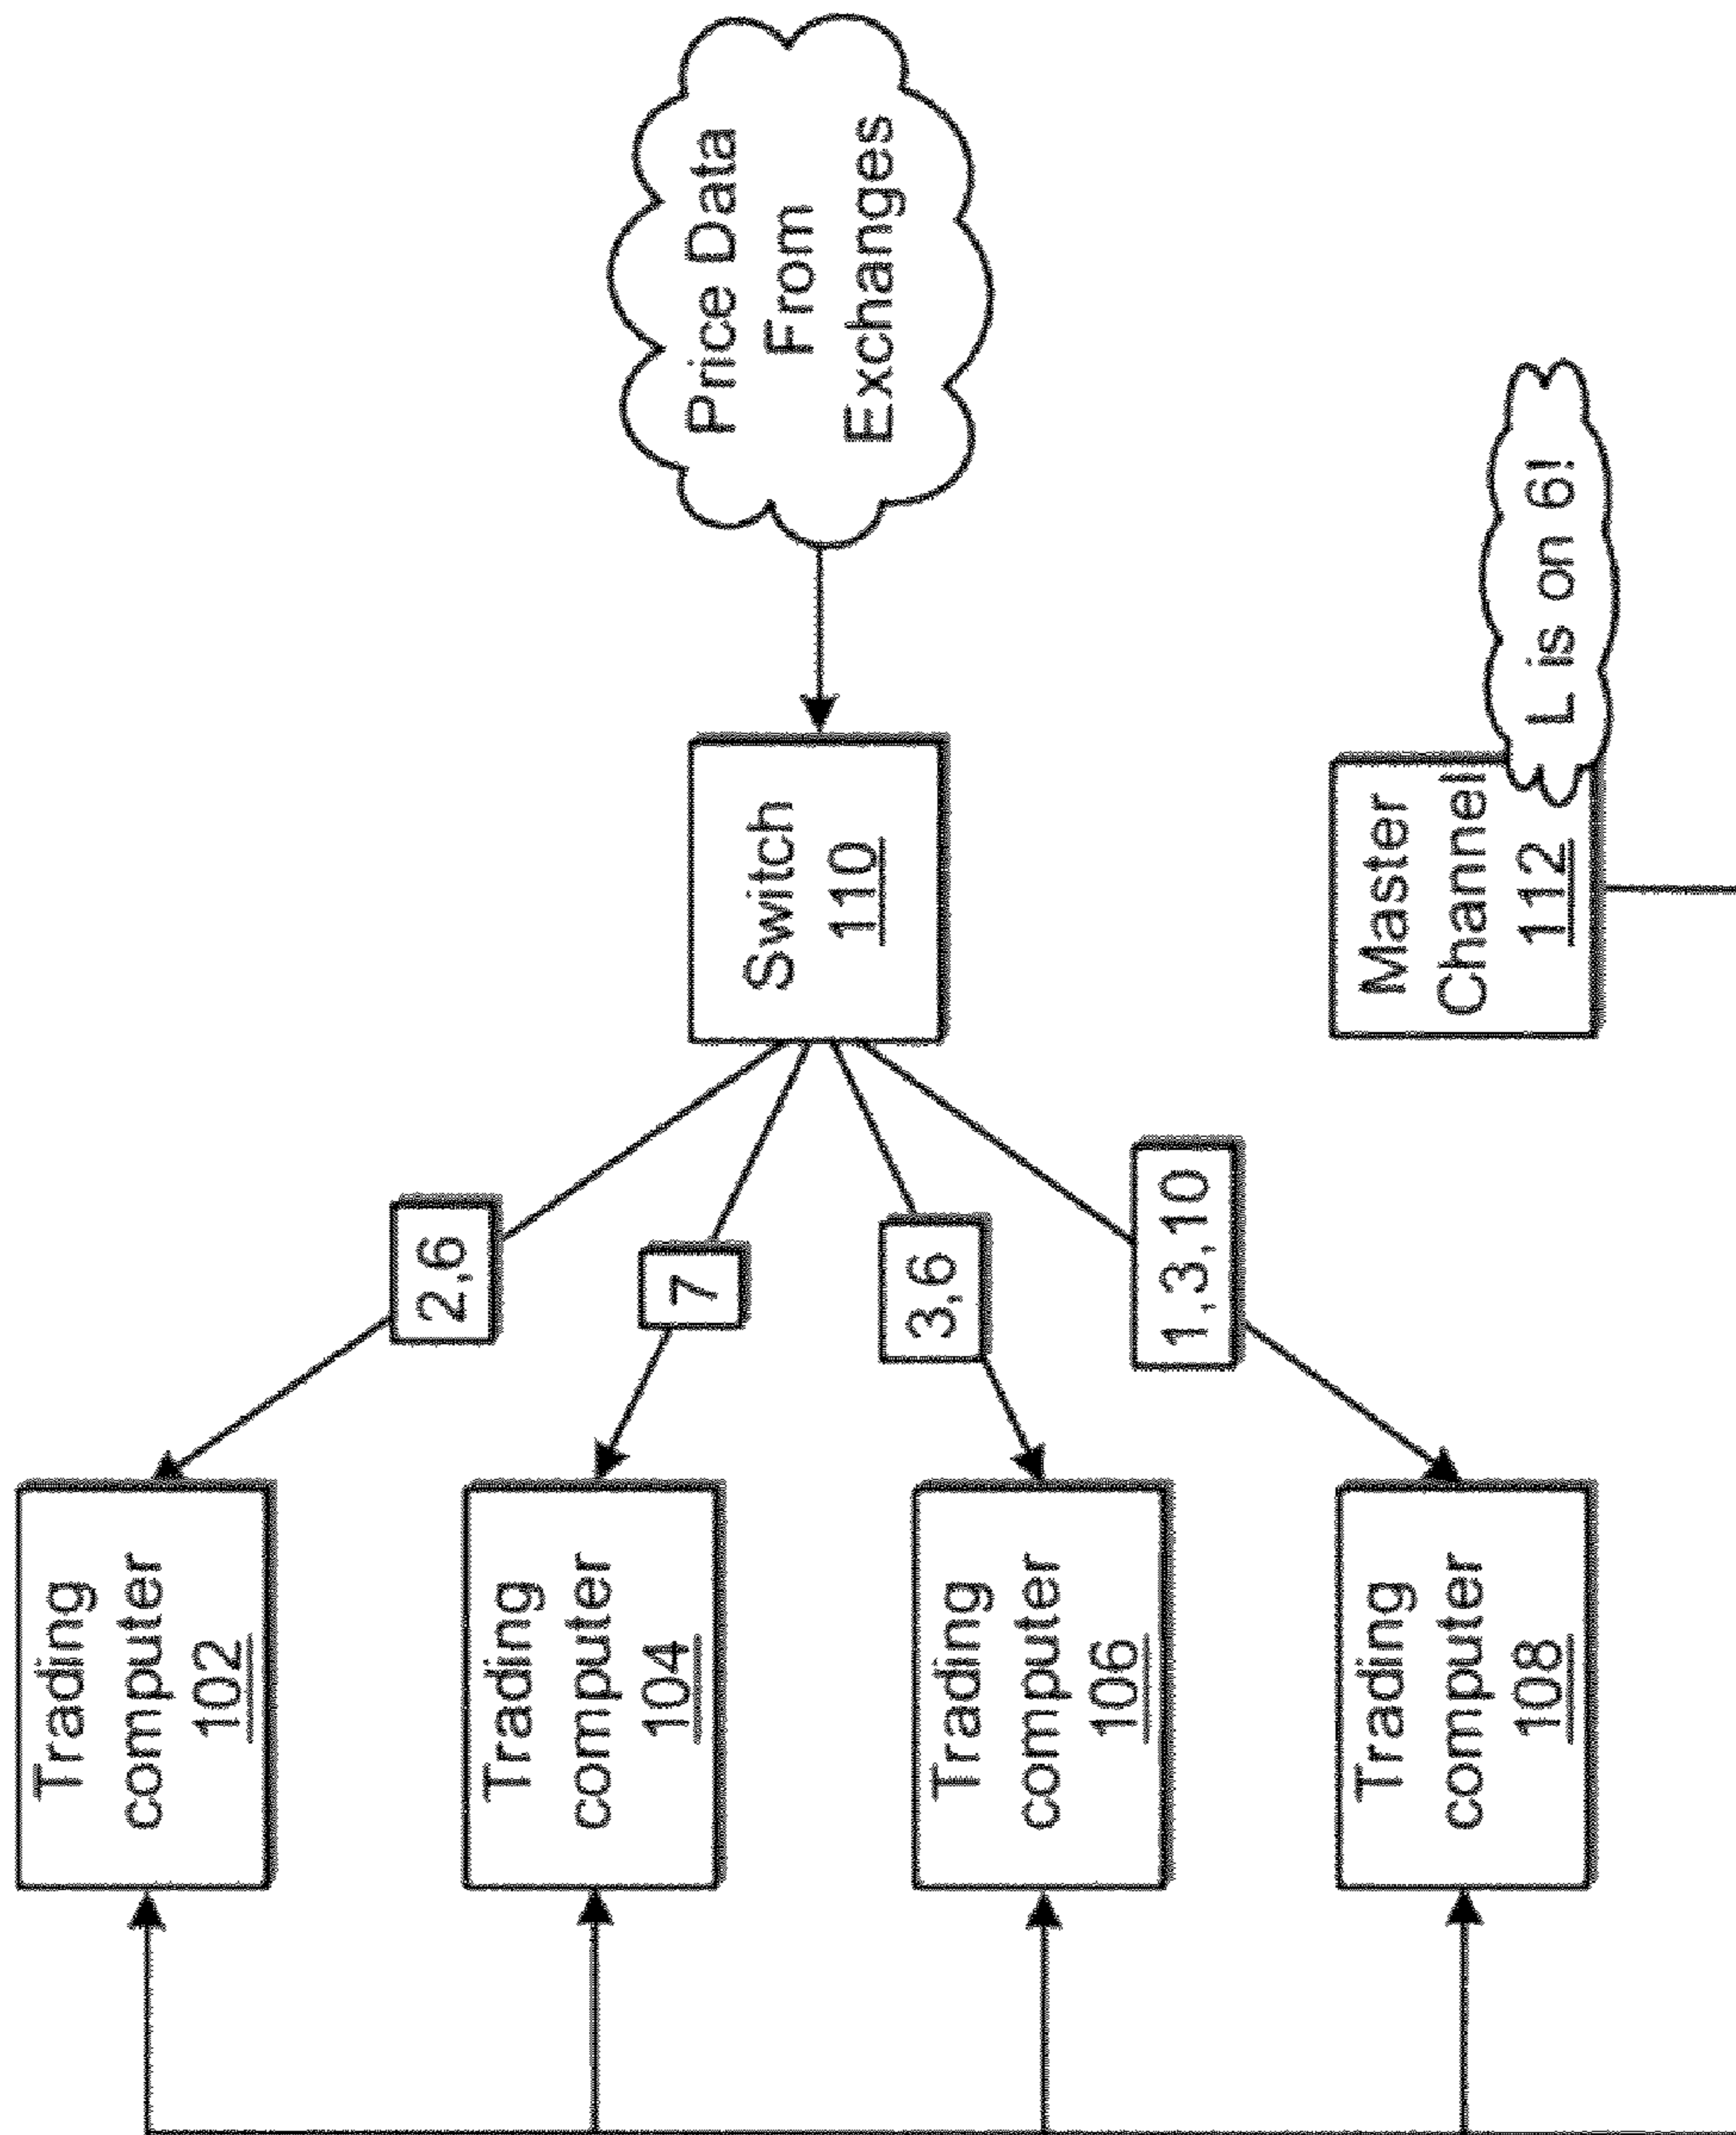 Trading
computer
102
Trading
computer
104
Trading
computer
106
Trading
computer
108
2,6
7
3,6
1,3,10
Switch
110
Price Data
From
Exchanges
Master
Channel
112
L is on 6!